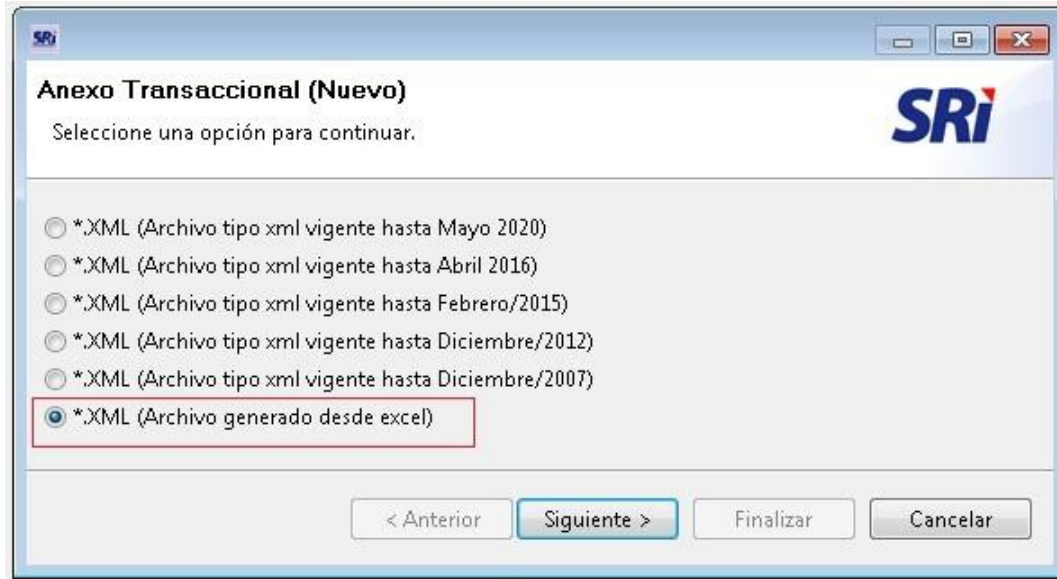 SRi
Anexo Transaccional (Nuevo)
Seleccione una opción para continuar.
SRi
*.XML (Archivo tipo xml vigente hasta Mayo 2020)
*.XML (Archivo tipo xml vigente hasta Abril 2016)
*.XML (Archivo tipo xml vigente hasta Febrero/2015)
*.XML (Archivo tipo xml vigente hasta Diciembre/2012)
*.XML (Archivo tipo xml vigente hasta Diciembre/2007)
*.XML (Archivo generado desde excel)
< Anterior Siguiente > Finalizar Cancelar